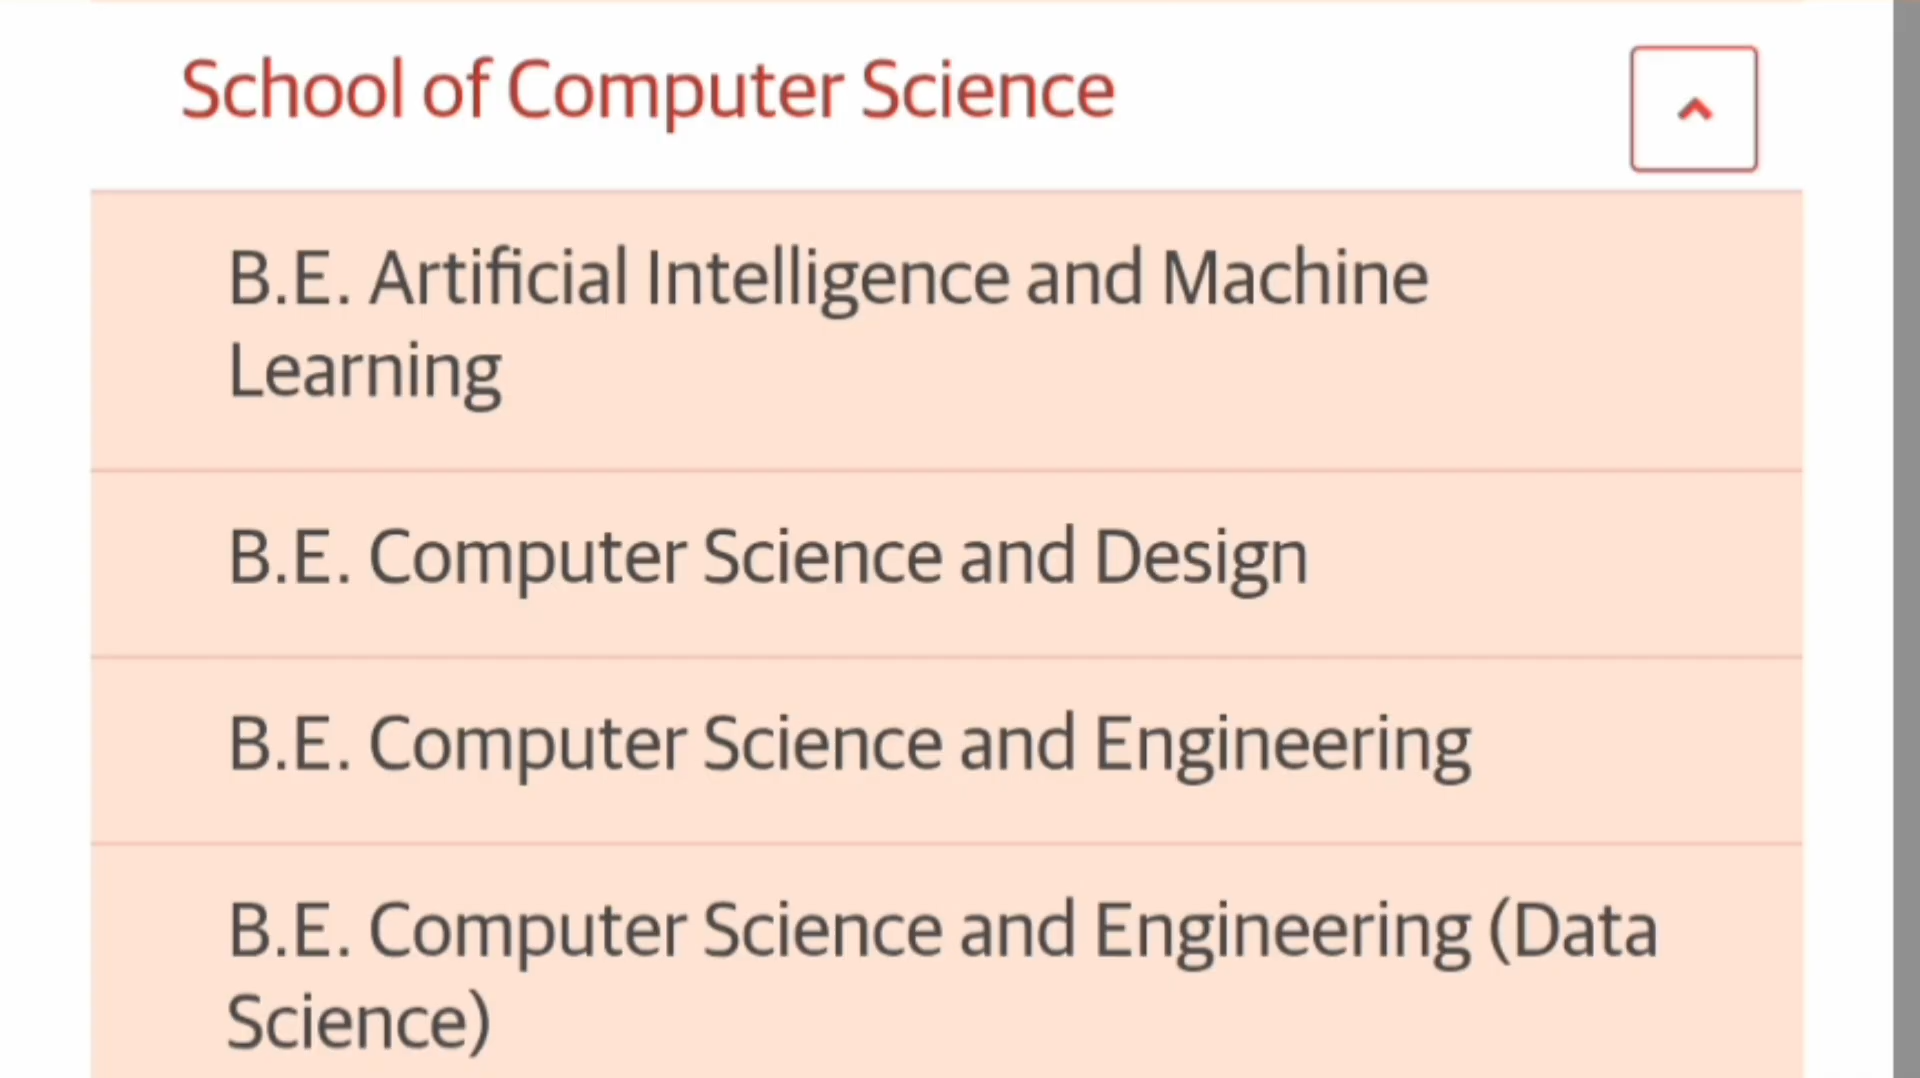 School of Computer Science
B.E. Artificial Intelligence and Machine
Learning
B.E. Computer Science and Design
B.E. Computer Science and Engineering
B.E. Computer Science and Engineering (Data
Science)